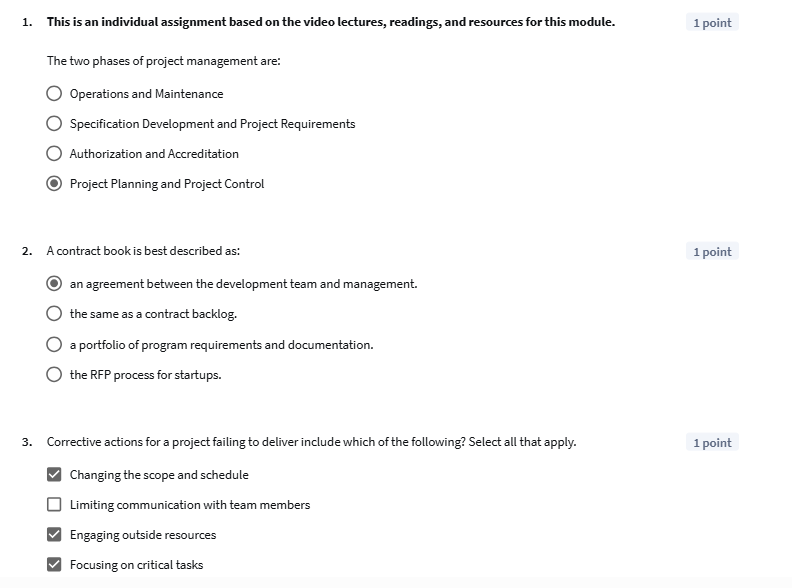 1. This is an individual assignment based on the video lectures, readings, and resources for this module. 1 point
The two phases of project management are:
Operations and Maintenance
Specification Development and Project Requirements
Authorization and Accreditation
Project Planning and Project Control
2. A contract book is best described as: 1 point
an agreement between the development team and management.
the same as a contract backlog.
a portfolio of program requirements and documentation.
the RFP process for startups.
3. Corrective actions for a project failing to deliver include which of the following? Select all that apply. 1 point
Changing the scope and schedule
Limiting communication with team members
Engaging outside resources
Focusing on critical tasks